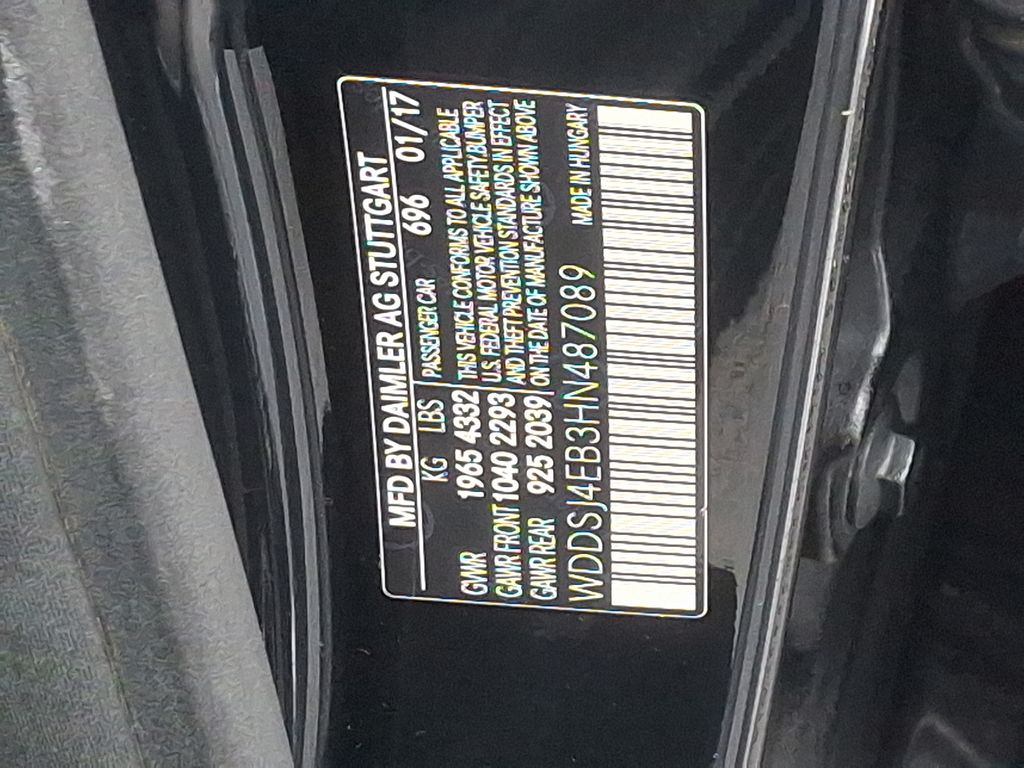 MFD BY DAIMLER AG STUTTGART
KG LBS PASSENGER CAR 696 01/17
GVWR 1965 4332 THIS VEHICLE CONFORMS TO ALL APPLICABLE
GAWR FRONT 1040 2293 U.S. FEDERAL MOTOR VEHICLE SAFETY, BUMPER
GAWR REAR 925 2039 AND THEFT PREVENTION STANDARDS IN EFFECT
ON THE DATE OF MANUFACTURE SHOWN ABOVE
WDDSJ4EB3HN487089 MADE IN HUNGARY